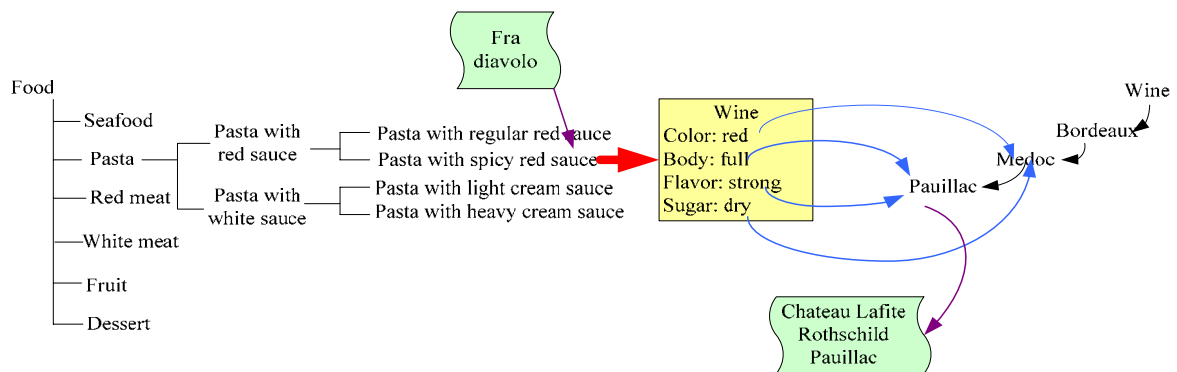 Food
Seafood
Pasta
Red meat
White meat
Fruit
Dessert
Pasta with
red sauce
Pasta with
white sauce
Pasta with regular red sauce
Pasta with spicy red sauce
Pasta with light cream sauce
Pasta with heavy cream sauce
Fra
diavolo
Wine
Color: red
Body: full
Flavor: strong
Sugar: dry
Wine
Bordeaux
Medoc
Pauillac
Chateau Lafite
Rothschild
Pauillac